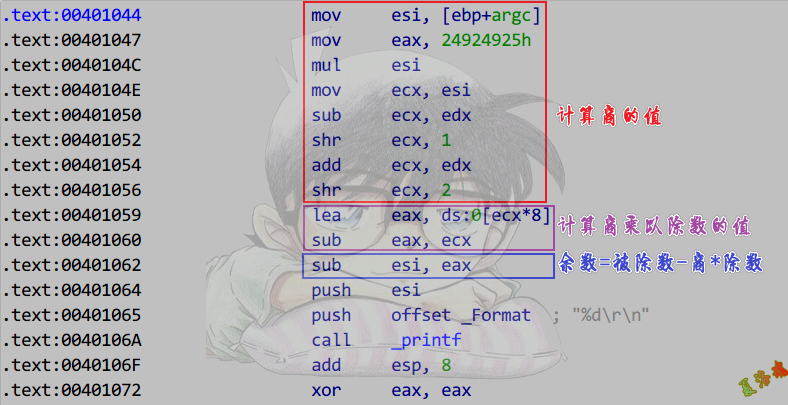 .text:00401044 mov esi, [ebp+argc]
.text:00401047 mov eax, 24924925h
.text:0040104C mul esi
.text:0040104E mov ecx, esi
.text:00401050 sub ecx, edx
计算商的值
.text:00401052 shr ecx, 1
.text:00401054 add ecx, edx
.text:00401056 shr ecx, 2
.text:00401059 lea eax, ds:0[ecx*8]
计算商乘以除数的值
.text:00401060 sub eax, ecx
.text:00401062 sub esi, eax
余数=被除数-商*除数
.text:00401064 push esi
.text:00401065 push offset _Format ; "%d\r\n"
.text:0040106A call _printf
.text:0040106F add esp, 8
.text:00401072 xor eax, eax